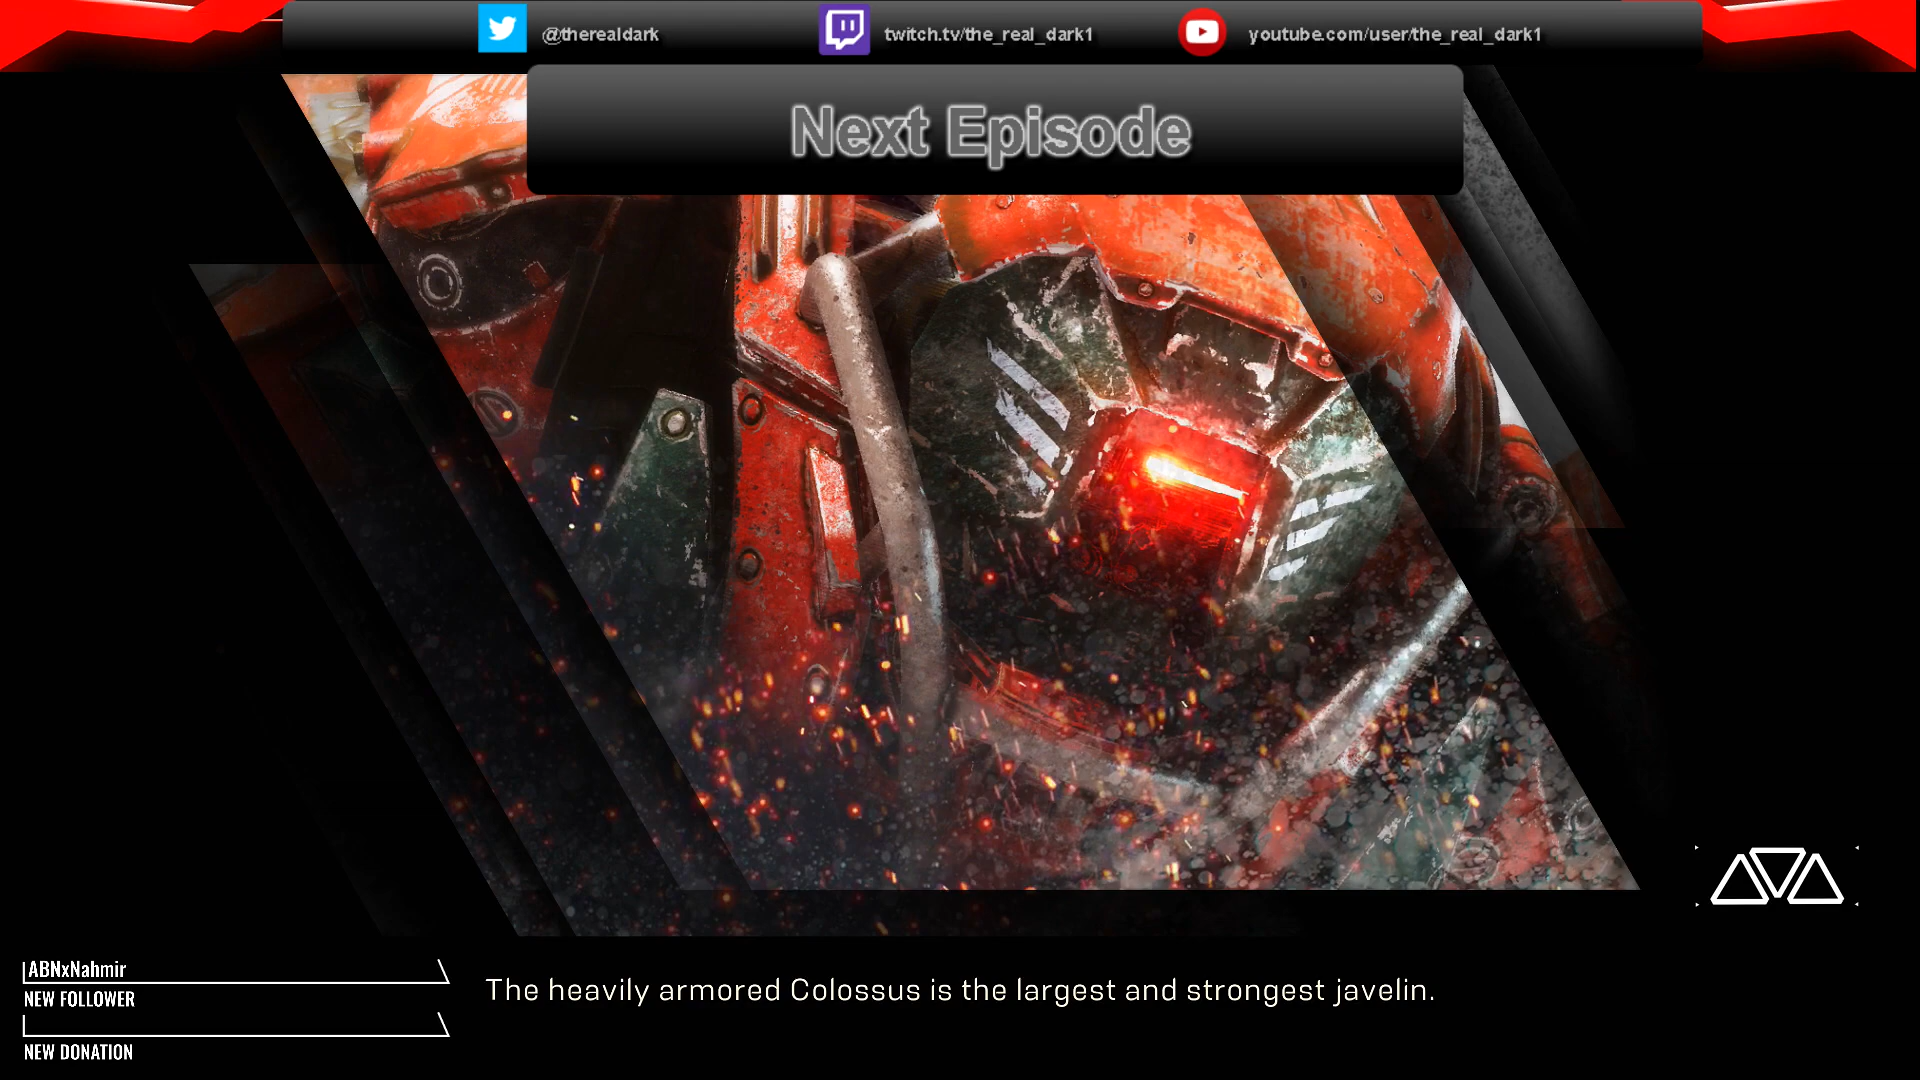 @therealdark
twitch.tv/the_real_dark1
youtube.com/user/the_real_dark1
Next Episode
ABNxNahmir
NEW FOLLOWER
The heavily armored Colossus is the largest and strongest javelin.
NEW DONATION